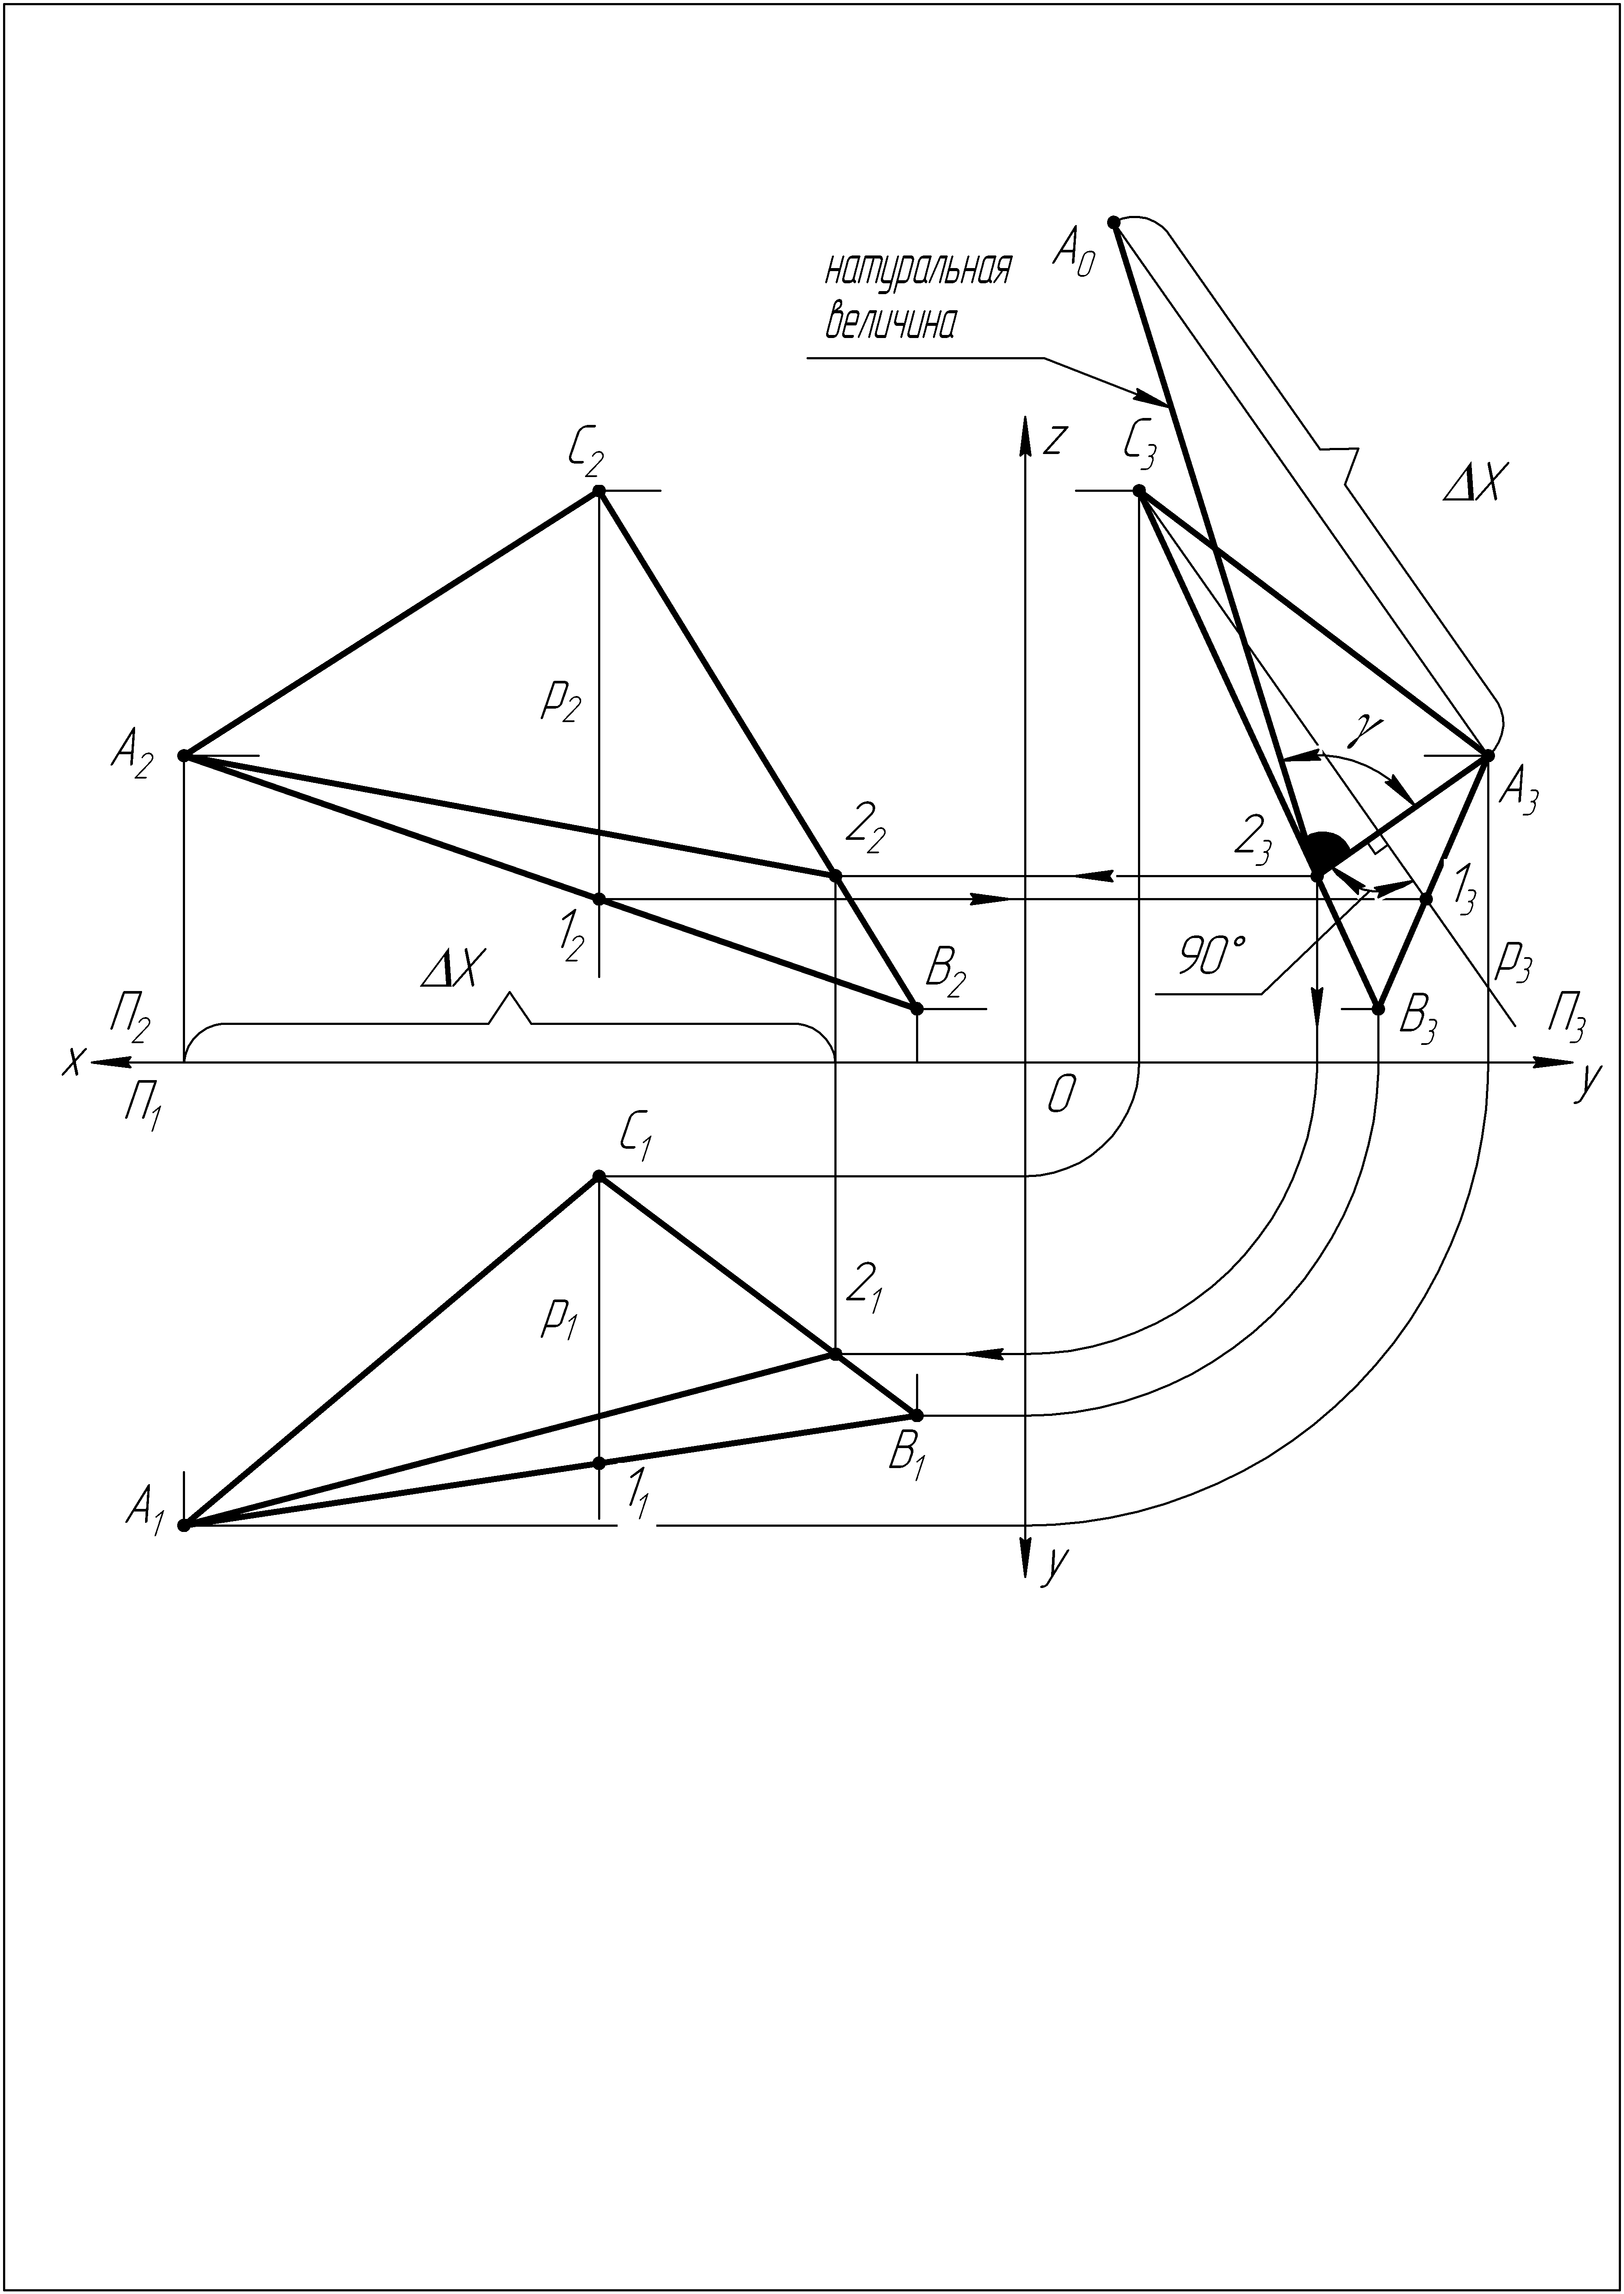 A₀
натуральная
величина
z
C₂
C₃
ΔX
p₂
A₂
γ
A₃
2₂
2₃
1₂
1₃
ΔX
B₂
90°
p₃
П₂
B₃
П₃
x
y
П₁
0
C₁
2₁
p₁
B₁
A₁
1₁
y